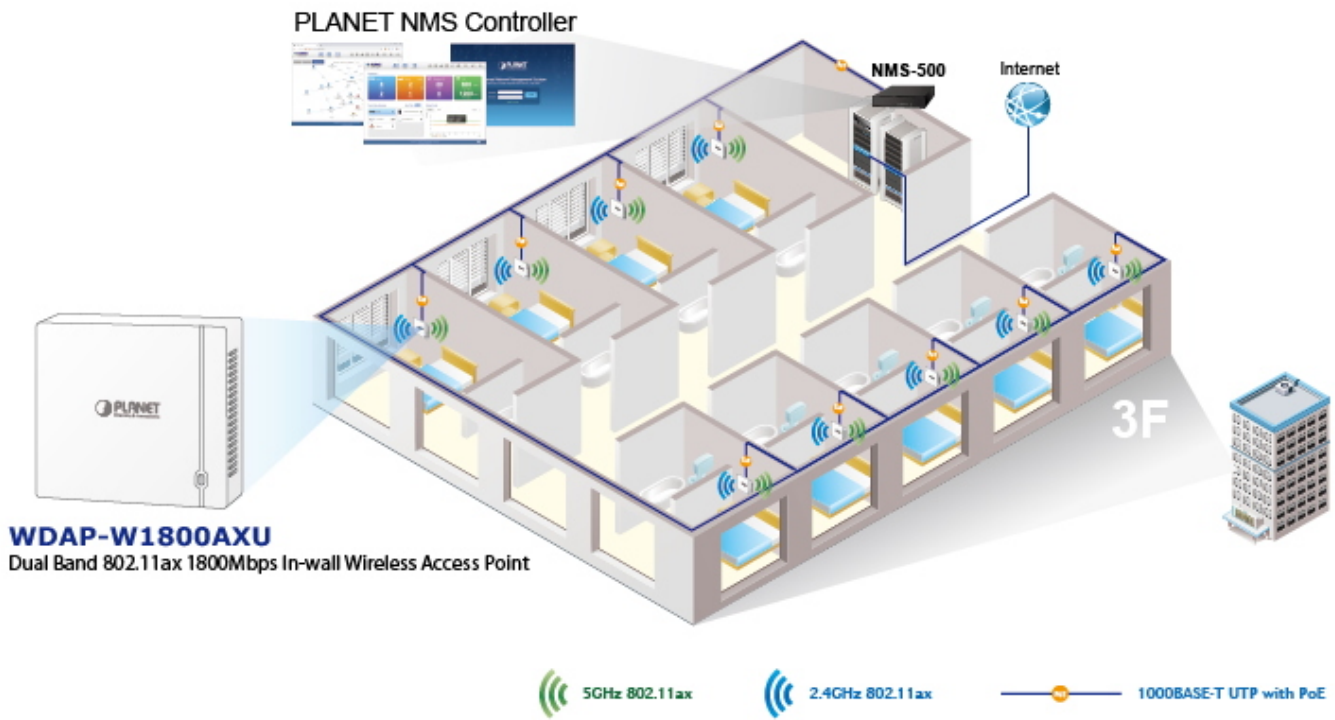 PLANET NMS Controller
NMS-500
Internet
PLANET
3F
WDAP-W1800AXU
Dual Band 802.11ax 1800Mbps In-wall Wireless Access Point
5GHz 802.11ax
2.4GHz 802.11ax
1000BASE-T UTP with PoE